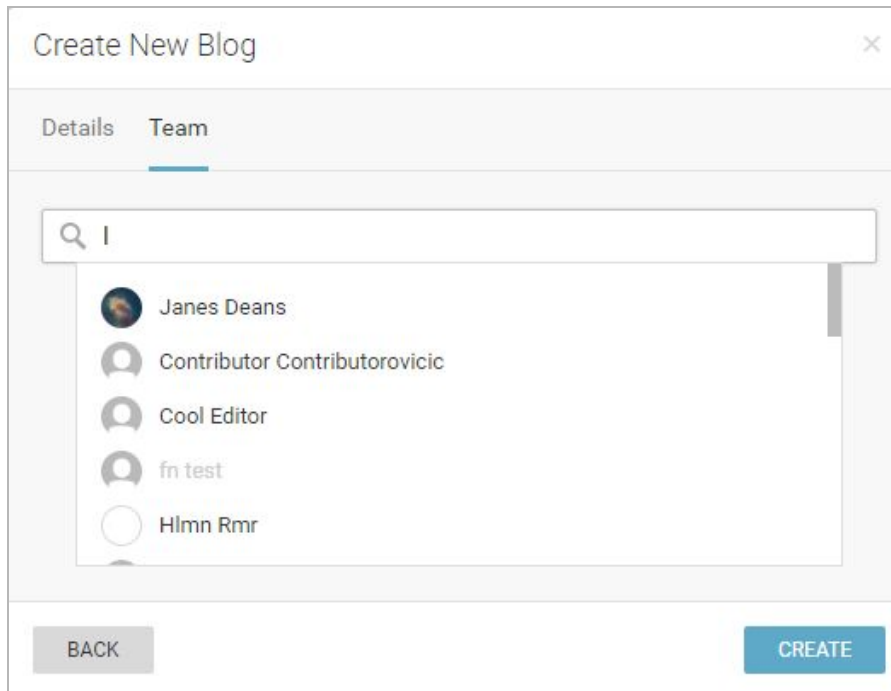 Create New Blog
Details Team
Janes Deans
Contributor Contributorovicic
Cool Editor
fn test
Hlmn Rmr
BACK CREATE